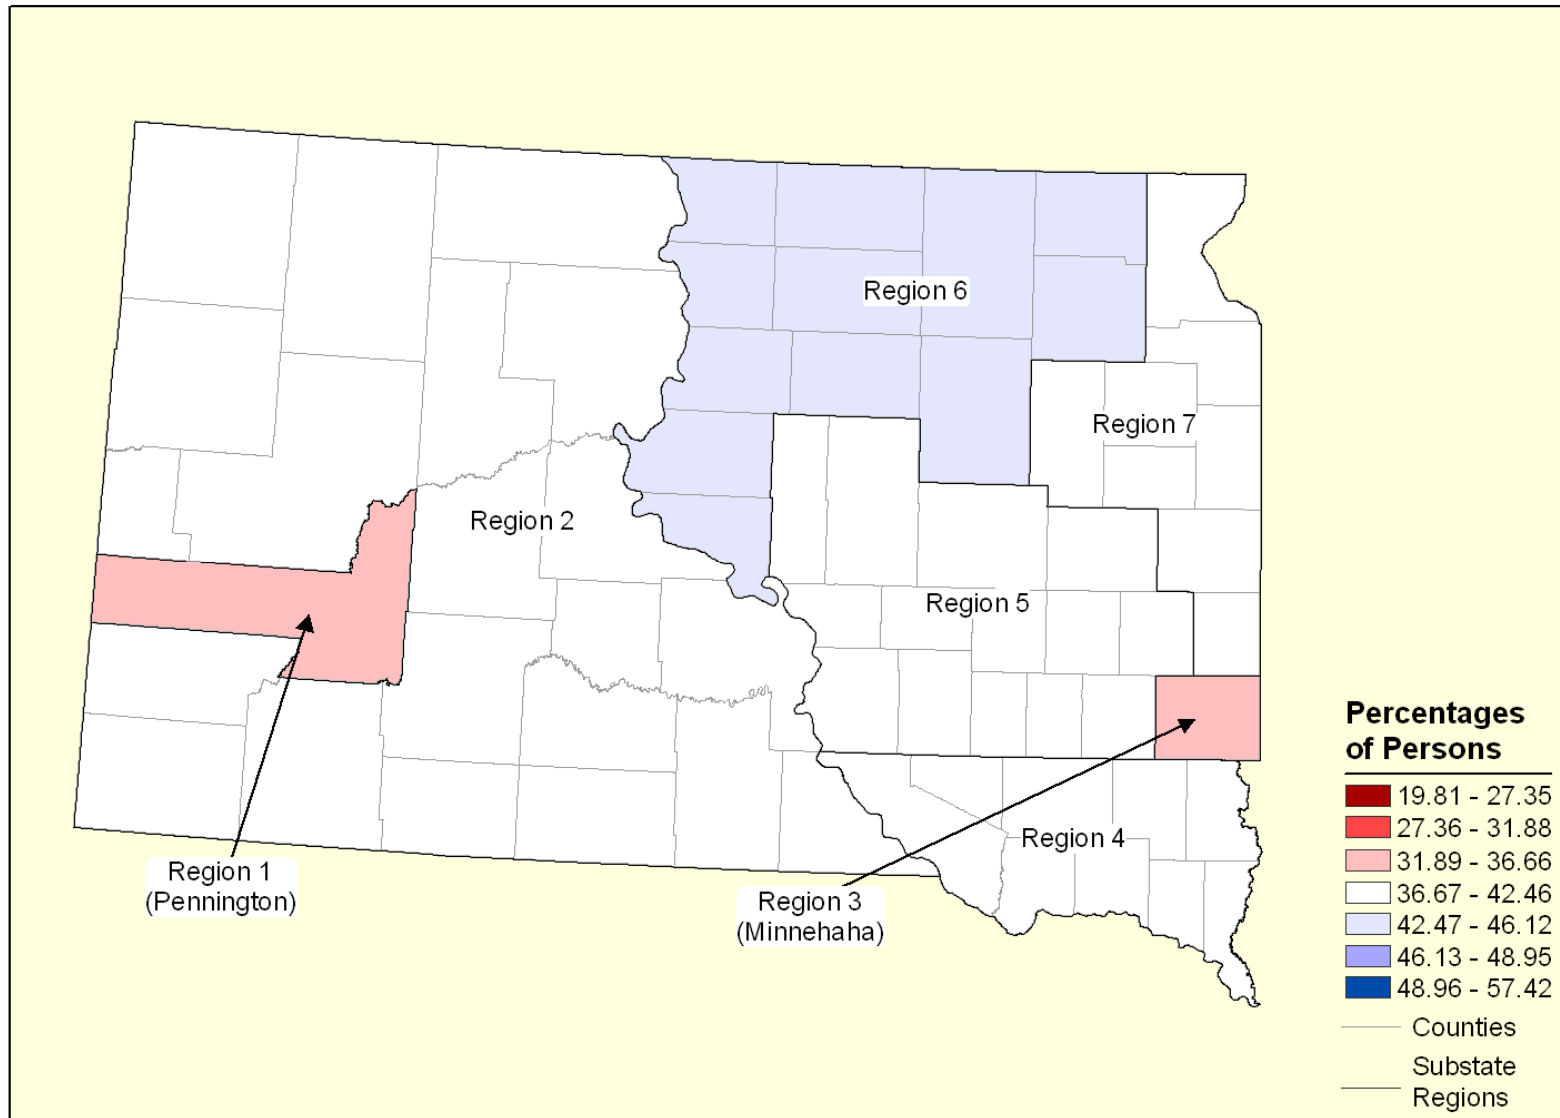 Region 6
Region 7
Region 2
Region 5
Region 4
Region 1
(Pennington)
Region 3
(Minnehaha)
Percentages
of Persons
19.81 - 27.35
27.36 - 31.88
31.89 - 36.66
36.67 - 42.46
42.47 - 46.12
46.13 - 48.95
48.96 - 57.42
Counties
Substate
Regions